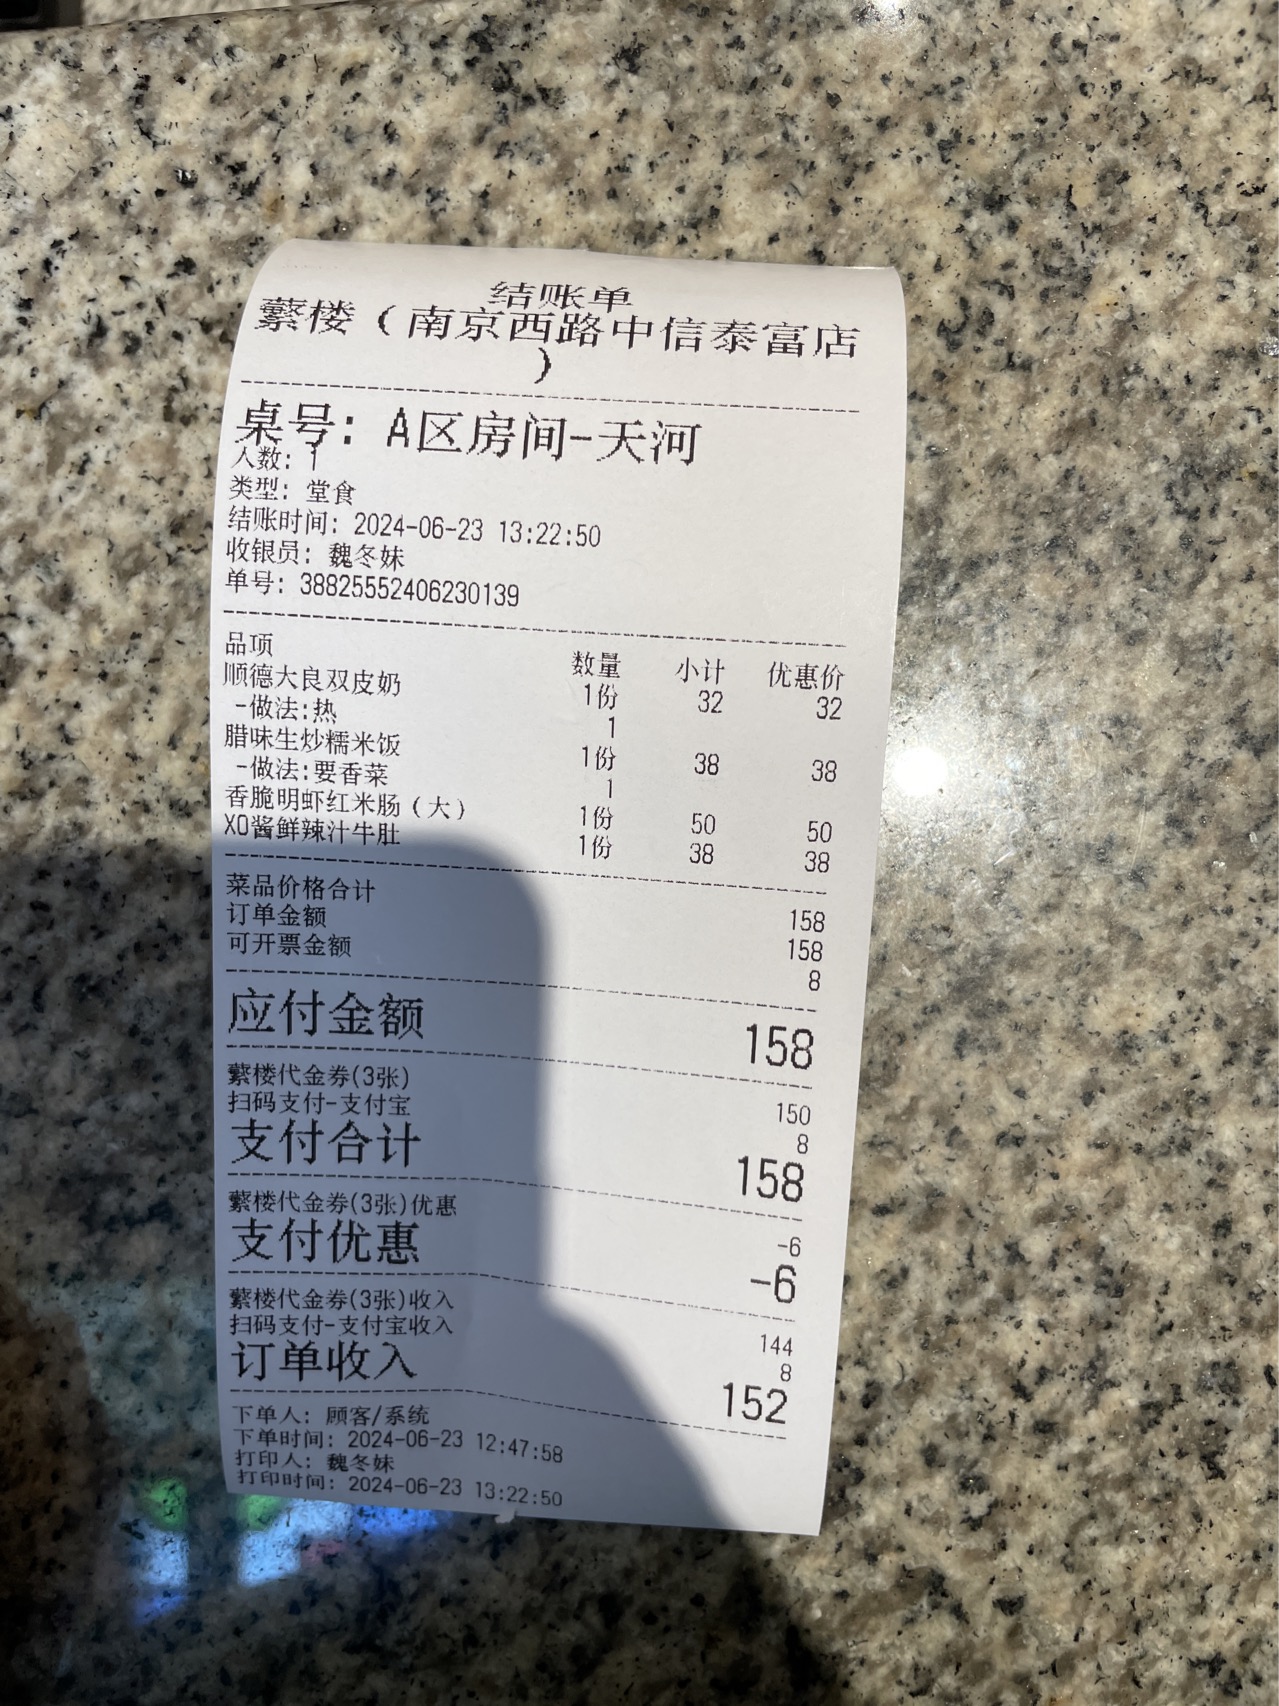 结账单
蘩楼（南京西路中信泰富店
）
桌号: A区房间-天河
人数: 1
类型: 堂食
结账时间: 2024-06-23 13:22:50
收银员: 魏冬妹
单号: 38825552406230139
品项 数量 小计 优惠价
顺德大良双皮奶 1份 32 32
-做法:热 1
腊味生炒糯米饭 1份 38 38
-做法:要香菜 1
香脆明虾红米肠（大） 1份 50 50
XO酱鲜辣汁牛肚 1份 38 38
菜品价格合计 158
订单金额 158
可开票金额 8
应付金额 158
蘩楼代金券(3张) 150
扫码支付-支付宝 8
支付合计 158
蘩楼代金券(3张)优惠 -6
支付优惠 -6
蘩楼代金券(3张)收入 144
扫码支付-支付宝收入 8
订单收入 152
下单人: 顾客/系统
下单时间: 2024-06-23 12:47:58
打印人: 魏冬妹
打印时间: 2024-06-23 13:22:50